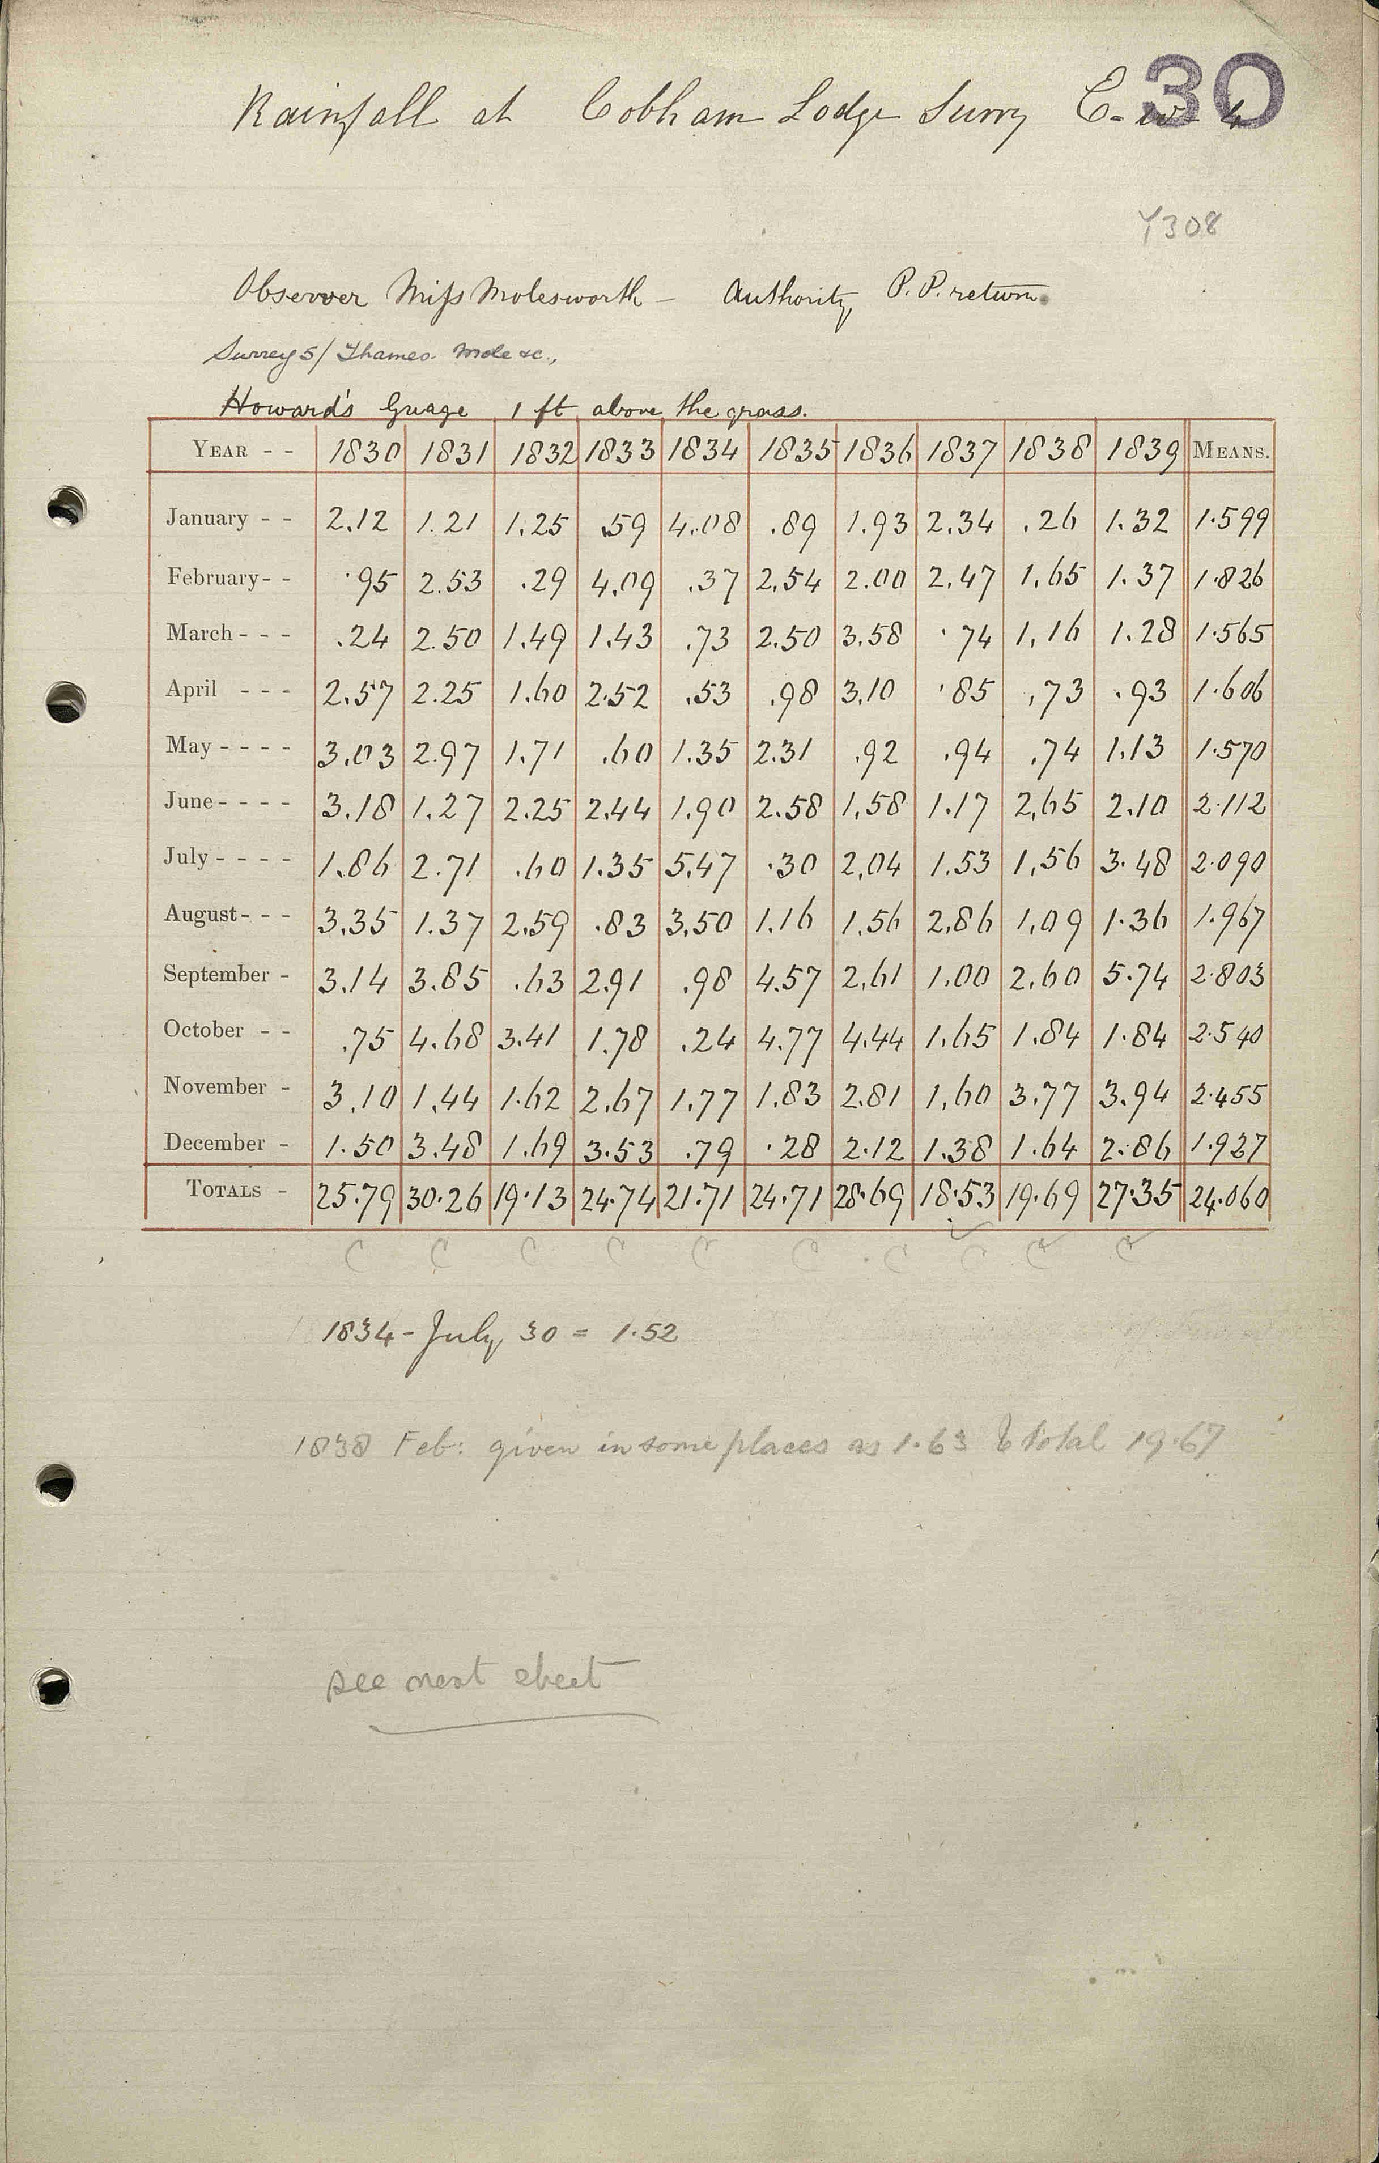 30
Rainfall at Cobham Lodge Surry
Y308
Observer Miss Molesworth - Authority P.P. return.
Surrey 5/ Thames. Mole &c.,
Howard's Guage 1 ft above the grass.
YEAR - - 1830 1831 1832 1833 1834 1835 1836 1837 1838 1839 MEANS.
January - - 2.12 1.21 1.25 .59 4.08 .89 1.93 2.34 .26 1.32 1.599
February - - .95 2.53 .29 4.09 .37 2.54 2.00 2.47 1.65 1.37 1.826
March - - - .24 2.50 1.49 1.43 .73 2.50 3.58 .74 1.16 1.28 1.565
April - - - 2.57 2.25 1.60 2.52 .53 .98 3.10 .85 .73 .93 1.606
May - - - - 3.03 2.97 1.71 .60 1.35 2.31 .92 .94 .74 1.13 1.570
June - - - - 3.18 1.27 2.25 2.44 1.90 2.58 1.58 1.17 2.65 2.10 2.112
July - - - - 1.86 2.71 .60 1.35 5.47 .30 2.04 1.53 1.56 3.48 2.090
August - - - 3.35 1.37 2.59 .83 3.50 1.16 1.56 2.86 1.09 1.36 1.967
September - 3.14 3.85 .63 2.91 .98 4.57 2.61 1.00 2.60 5.74 2.803
October - - .75 4.68 3.41 1.78 .24 4.77 4.44 1.65 1.84 1.84 2.540
November - 3.10 1.44 1.62 2.67 1.77 1.83 2.81 1.60 3.77 3.94 2.455
December - 1.50 3.48 1.69 3.53 .79 .28 2.12 1.38 1.64 2.86 1.927
TOTALS - 25.79 30.26 19.13 24.74 21.71 24.71 28.69 18.53 19.69 27.35 24.060
C C C C C C C C C C
1834 - July 30 = 1.52
1838 Feb: given in some places as 1.63 & total 19.67
see next sheet